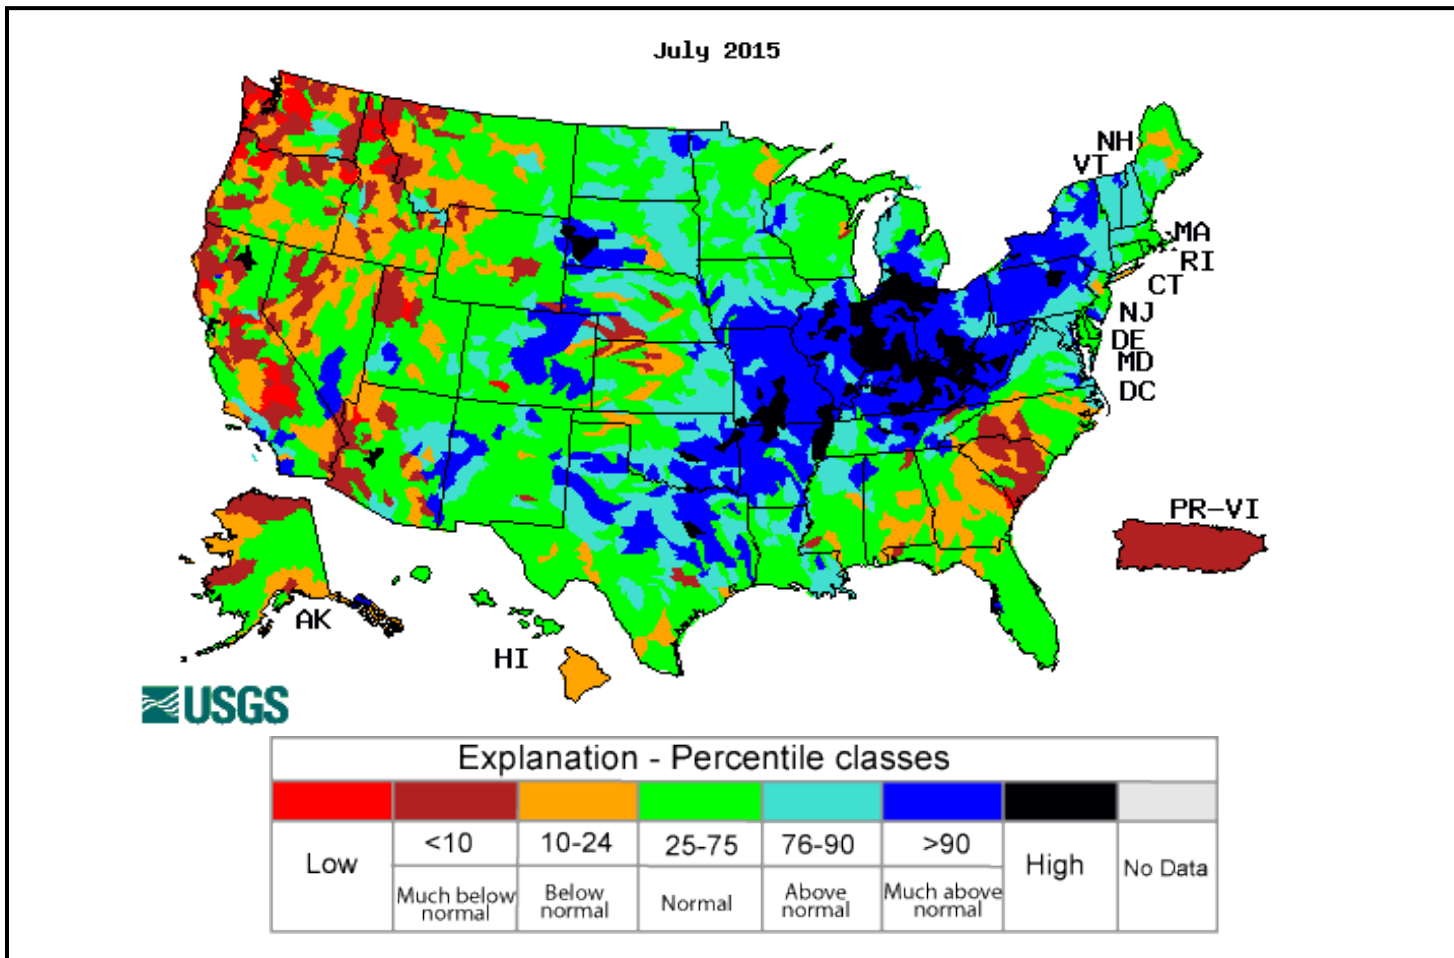 July 2015
NH
VT
MA
RI
CT
NJ
DE
MD
DC
PR-VI
AK
HI
USGS
Explanation - Percentile classes
Low <10 10-24 25-75 76-90 >90 High No Data
Much below normal Below normal Normal Above normal Much above normal